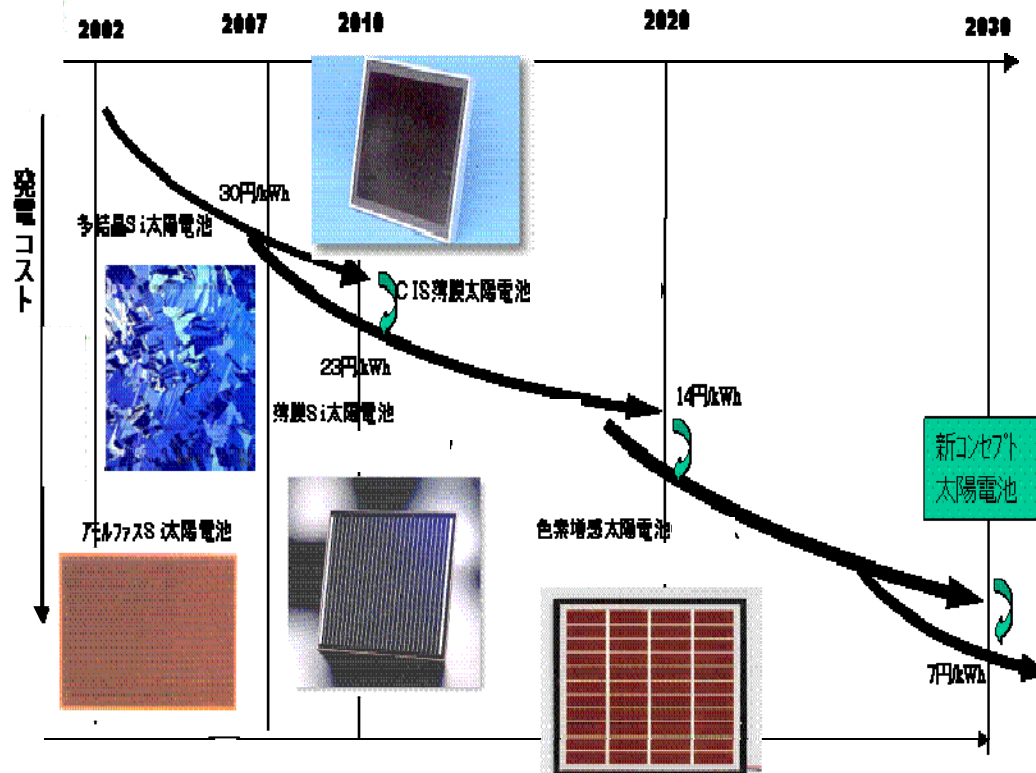 2002
2007
2010
2020
2030
発電コスト
30円/kWh
多結晶Si太陽電池
CIS薄膜太陽電池
23円/kWh
14円/kWh
薄膜Si太陽電池
新コンセプト
太陽電池
アモルファスSi太陽電池
色素増感太陽電池
7円/kWh